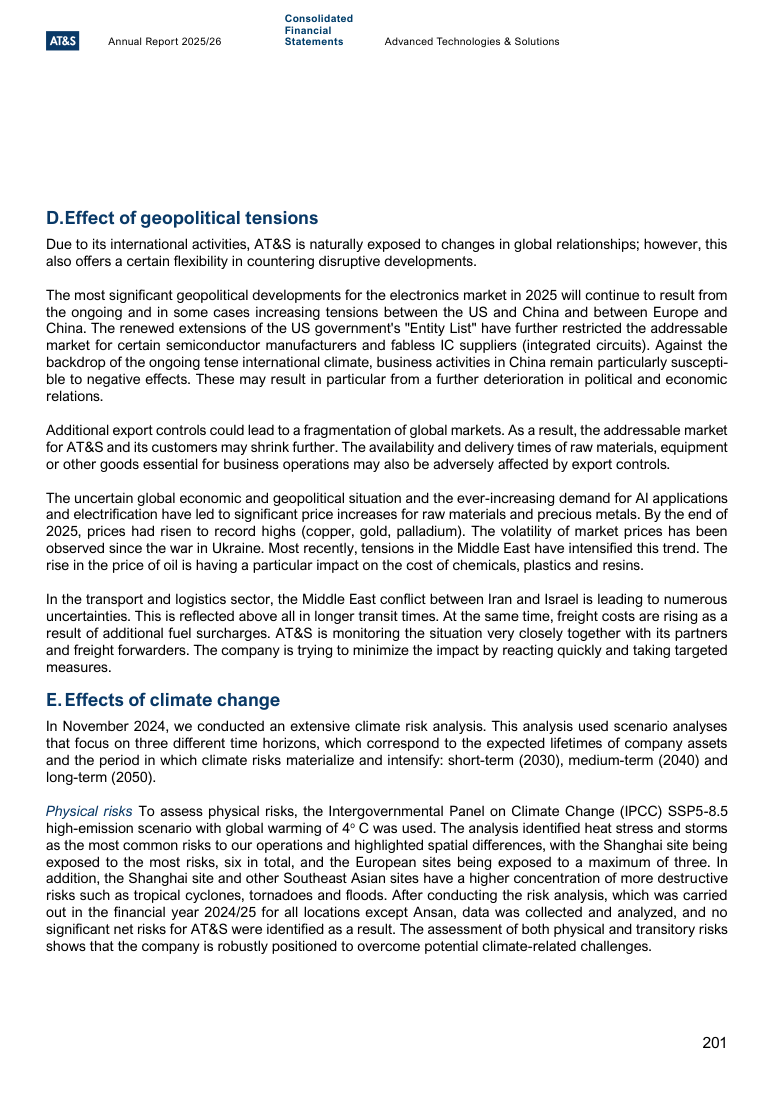 Consolidated
Financial
Statements
AT&S
Annual Report 2025/26
Advanced Technologies & Solutions
D.Effect of geopolitical tensions
Due to its international activities, AT&S is naturally exposed to changes in global relationships; however, this
also offers a certain flexibility in countering disruptive developments.
The most significant geopolitical developments for the electronics market in 2025 will continue to result from
the ongoing and in some cases increasing tensions between the US and China and between Europe and
China. The renewed extensions of the US government's "Entity List" have further restricted the addressable
market for certain semiconductor manufacturers and fabless IC suppliers (integrated circuits). Against the
backdrop of the ongoing tense international climate, business activities in China remain particularly suscepti-
ble to negative effects. These may result in particular from a further deterioration in political and economic
relations.
Additional export controls could lead to a fragmentation of global markets. As a result, the addressable market
for AT&S and its customers may shrink further. The availability and delivery times of raw materials, equipment
or other goods essential for business operations may also be adversely affected by export controls.
The uncertain global economic and geopolitical situation and the ever-increasing demand for AI applications
and electrification have led to significant price increases for raw materials and precious metals. By the end of
2025, prices had risen to record highs (copper, gold, palladium). The volatility of market prices has been
observed since the war in Ukraine. Most recently, tensions in the Middle East have intensified this trend. The
rise in the price of oil is having a particular impact on the cost of chemicals, plastics and resins.
In the transport and logistics sector, the Middle East conflict between Iran and Israel is leading to numerous
uncertainties. This is reflected above all in longer transit times. At the same time, freight costs are rising as a
result of additional fuel surcharges. AT&S is monitoring the situation very closely together with its partners
and freight forwarders. The company is trying to minimize the impact by reacting quickly and taking targeted
measures.
E. Effects of climate change
In November 2024, we conducted an extensive climate risk analysis. This analysis used scenario analyses
that focus on three different time horizons, which correspond to the expected lifetimes of company assets
and the period in which climate risks materialize and intensify: short-term (2030), medium-term (2040) and
long-term (2050).
Physical risks To assess physical risks, the Intergovernmental Panel on Climate Change (IPCC) SSP5-8.5
high-emission scenario with global warming of 4° C was used. The analysis identified heat stress and storms
as the most common risks to our operations and highlighted spatial differences, with the Shanghai site being
exposed to the most risks, six in total, and the European sites being exposed to a maximum of three. In
addition, the Shanghai site and other Southeast Asian sites have a higher concentration of more destructive
risks such as tropical cyclones, tornadoes and floods. After conducting the risk analysis, which was carried
out in the financial year 2024/25 for all locations except Ansan, data was collected and analyzed, and no
significant net risks for AT&S were identified as a result. The assessment of both physical and transitory risks
shows that the company is robustly positioned to overcome potential climate-related challenges.
201